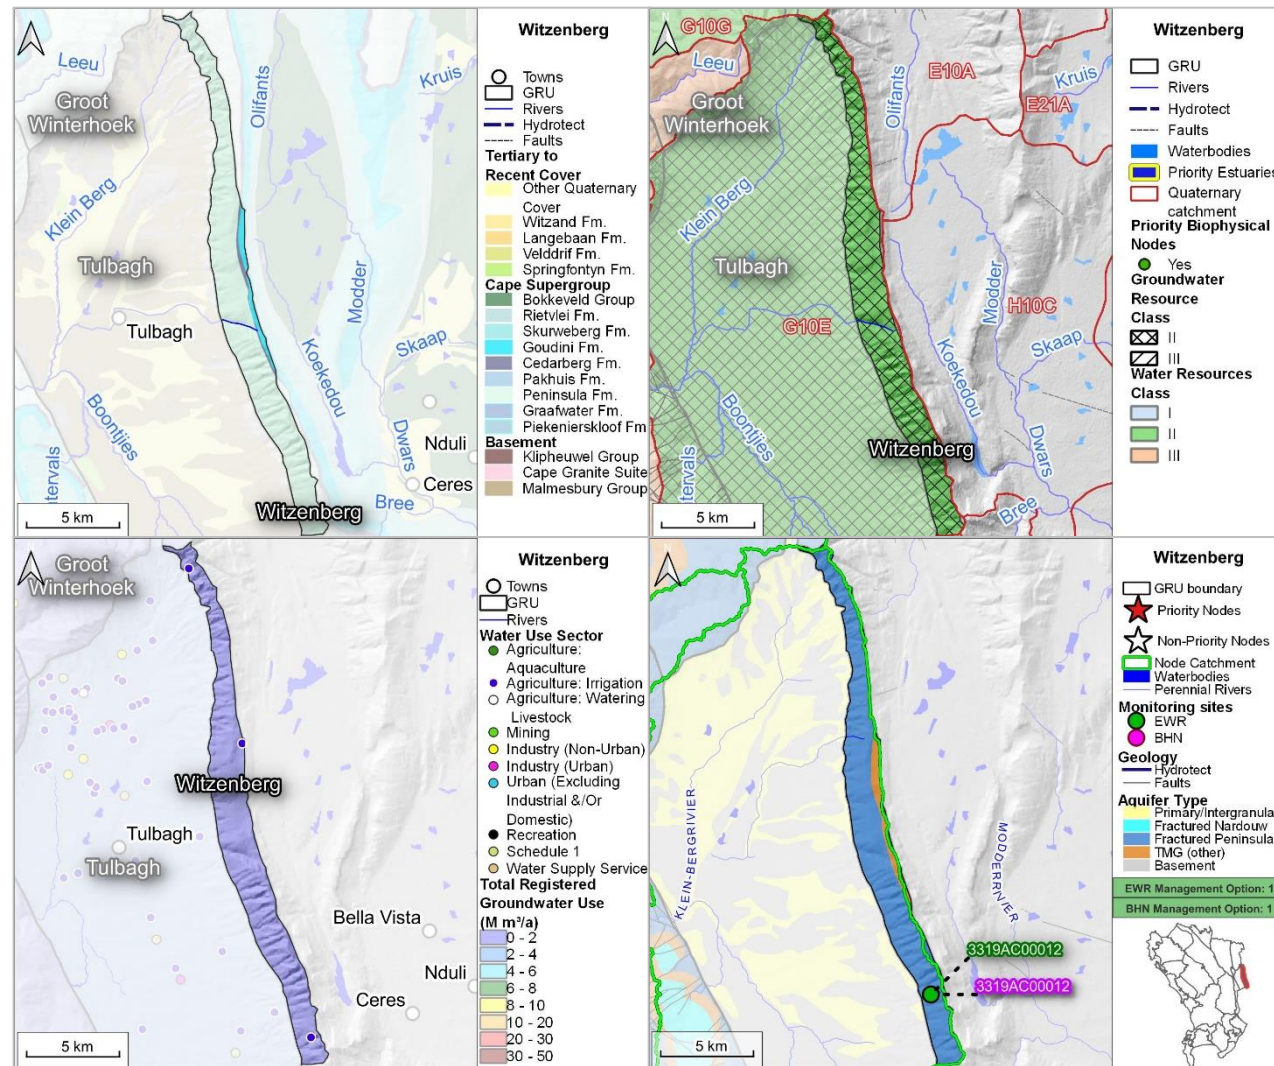 Witzenberg
Towns
GRU
Rivers
Hydrotect
Faults
Tertiary to
Recent Cover
Other Quaternary
Cover
Witzand Fm.
Langebaan Fm.
Velddrif Fm.
Springfontyn Fm.
Cape Supergroup
Bokkeveld Group
Rietvlei Fm.
Skurweberg Fm.
Goudini Fm.
Cedarberg Fm.
Pakhuis Fm.
Peninsula Fm.
Graafwater Fm.
Piekenierskloof Fm
Basement
Klipheuwel Group
Cape Granite Suite
Malmesbury Group
Leeu
Groot
Winterhoek
Olifants
Kruis
Klein Berg
Tulbagh
Tulbagh
Modder
Skaap
Koekedou
Boontjies
Dwars
Nduli
Ceres
tervals
Bree
Witzenberg
5 km
Witzenberg
GRU
Rivers
Hydrotect
Faults
Waterbodies
Priority Estuaries
Quaternary
catchment
Priority Biophysical
Nodes
Yes
Groundwater
Resource
Class
II
III
Water Resources
Class
I
II
III
G10G
Leeu
Groot
Winterhoek
Olifants
E10A
Kruis
E21A
Klein Berg
Tulbagh
Modder
H10C
G10E
Skaap
Koekedou
Boontjies
Witzenberg
Dwars
tervals
Bree
5 km
Witzenberg
Towns
GRU
Rivers
Water Use Sector
Agriculture:
Aquaculture
Agriculture: Irrigation
Agriculture: Watering
Livestock
Mining
Industry (Non-Urban)
Industry (Urban)
Urban (Excluding
Industrial &/Or
Domestic)
Recreation
Schedule 1
Water Supply Service
Total Registered
Groundwater Use
(M m³/a)
0 - 2
2 - 4
4 - 6
6 - 8
8 - 10
10 - 20
20 - 30
30 - 50
Groot
Winterhoek
Witzenberg
Tulbagh
Tulbagh
Bella Vista
Nduli
Ceres
5 km
Witzenberg
GRU boundary
Priority Nodes
Non-Priority Nodes
Node Catchment
Waterbodies
Perennial Rivers
Monitoring sites
EWR
BHN
Geology
Hydrotect
Faults
Aquifer Type
Primary/Intergranula
Fractured Nardouw
Fractured Peninsula
TMG (other)
Basement
EWR Management Option: 1
BHN Management Option: 1
KLEIN-BERGRIVIER
MODDERRIVIER
3319AC00012
3319AC00012
5 km